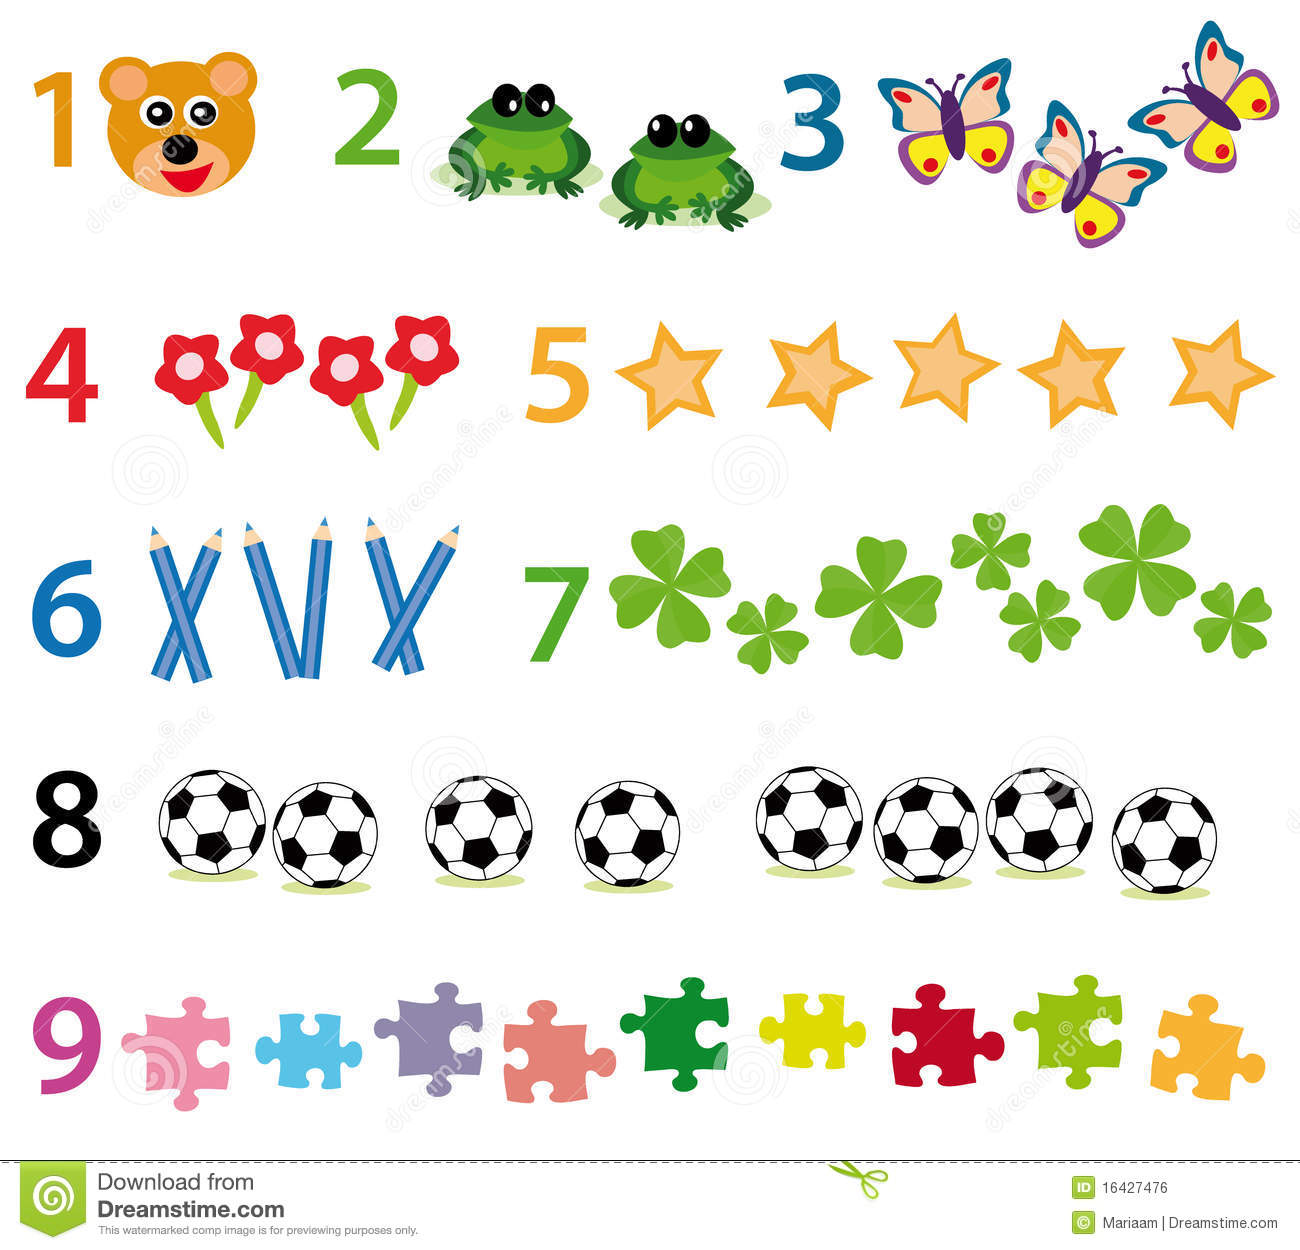 1 2 3
4 5
6 7
8
9
Download from
Dreamstime.com
This watermarked comp image is for previewing purposes only.
ID 16427476
© Mariaam | Dreamstime.com